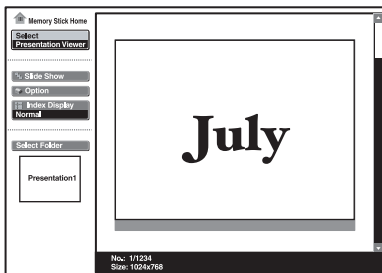 Memory Stick Home
Select
Presentation Viewer
Slide Show
Option
Index Display
Normal
Select Folder
Presentation1
July
No.: 1/1234
Size: 1024x768